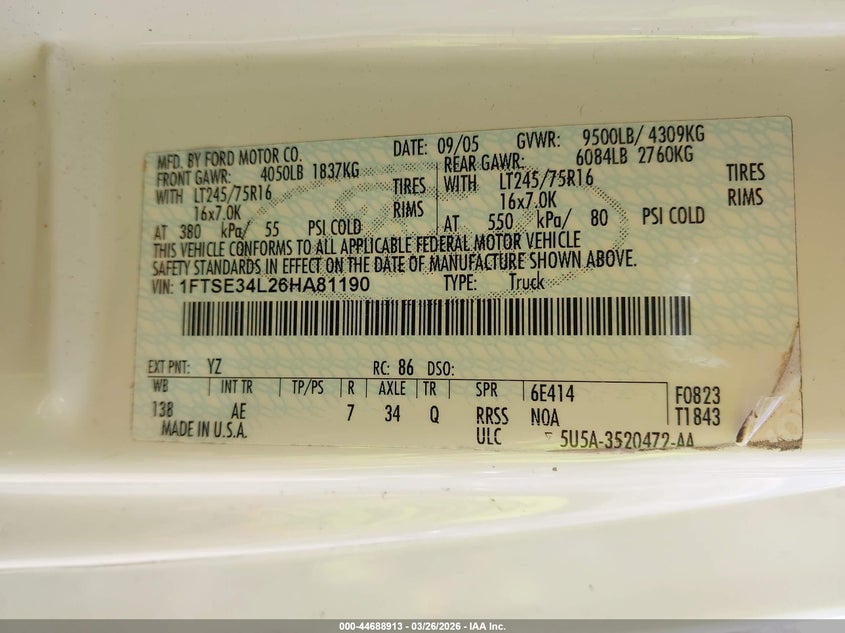 MFD. BY FORD MOTOR CO. DATE: 09/05 GVWR: 9500LB/ 4309KG
FRONT GAWR: 4050LB 1837KG REAR GAWR: 6084LB 2760KG
WITH LT245/75R16 TIRES WITH LT245/75R16 TIRES
16x7.0K RIMS 16x7.0K RIMS
AT 380 kPa/ 55 PSI COLD AT 550 kPa/ 80 PSI COLD
THIS VEHICLE CONFORMS TO ALL APPLICABLE FEDERAL MOTOR VEHICLE
SAFETY STANDARDS IN EFFECT ON THE DATE OF MANUFACTURE SHOWN ABOVE.
VIN: 1FTSE34L26HA81190 TYPE: Truck
EXT PNT: YZ RC: 86 DSO:
WB INT TR TP/PS R AXLE TR SPR 6E414 F0823
138 AE 7 34 Q RRSS NOA T1843
MADE IN U.S.A. ULC 5U5A-3520472-AA
000-44688913 - 03/26/2026 - IAA Inc.